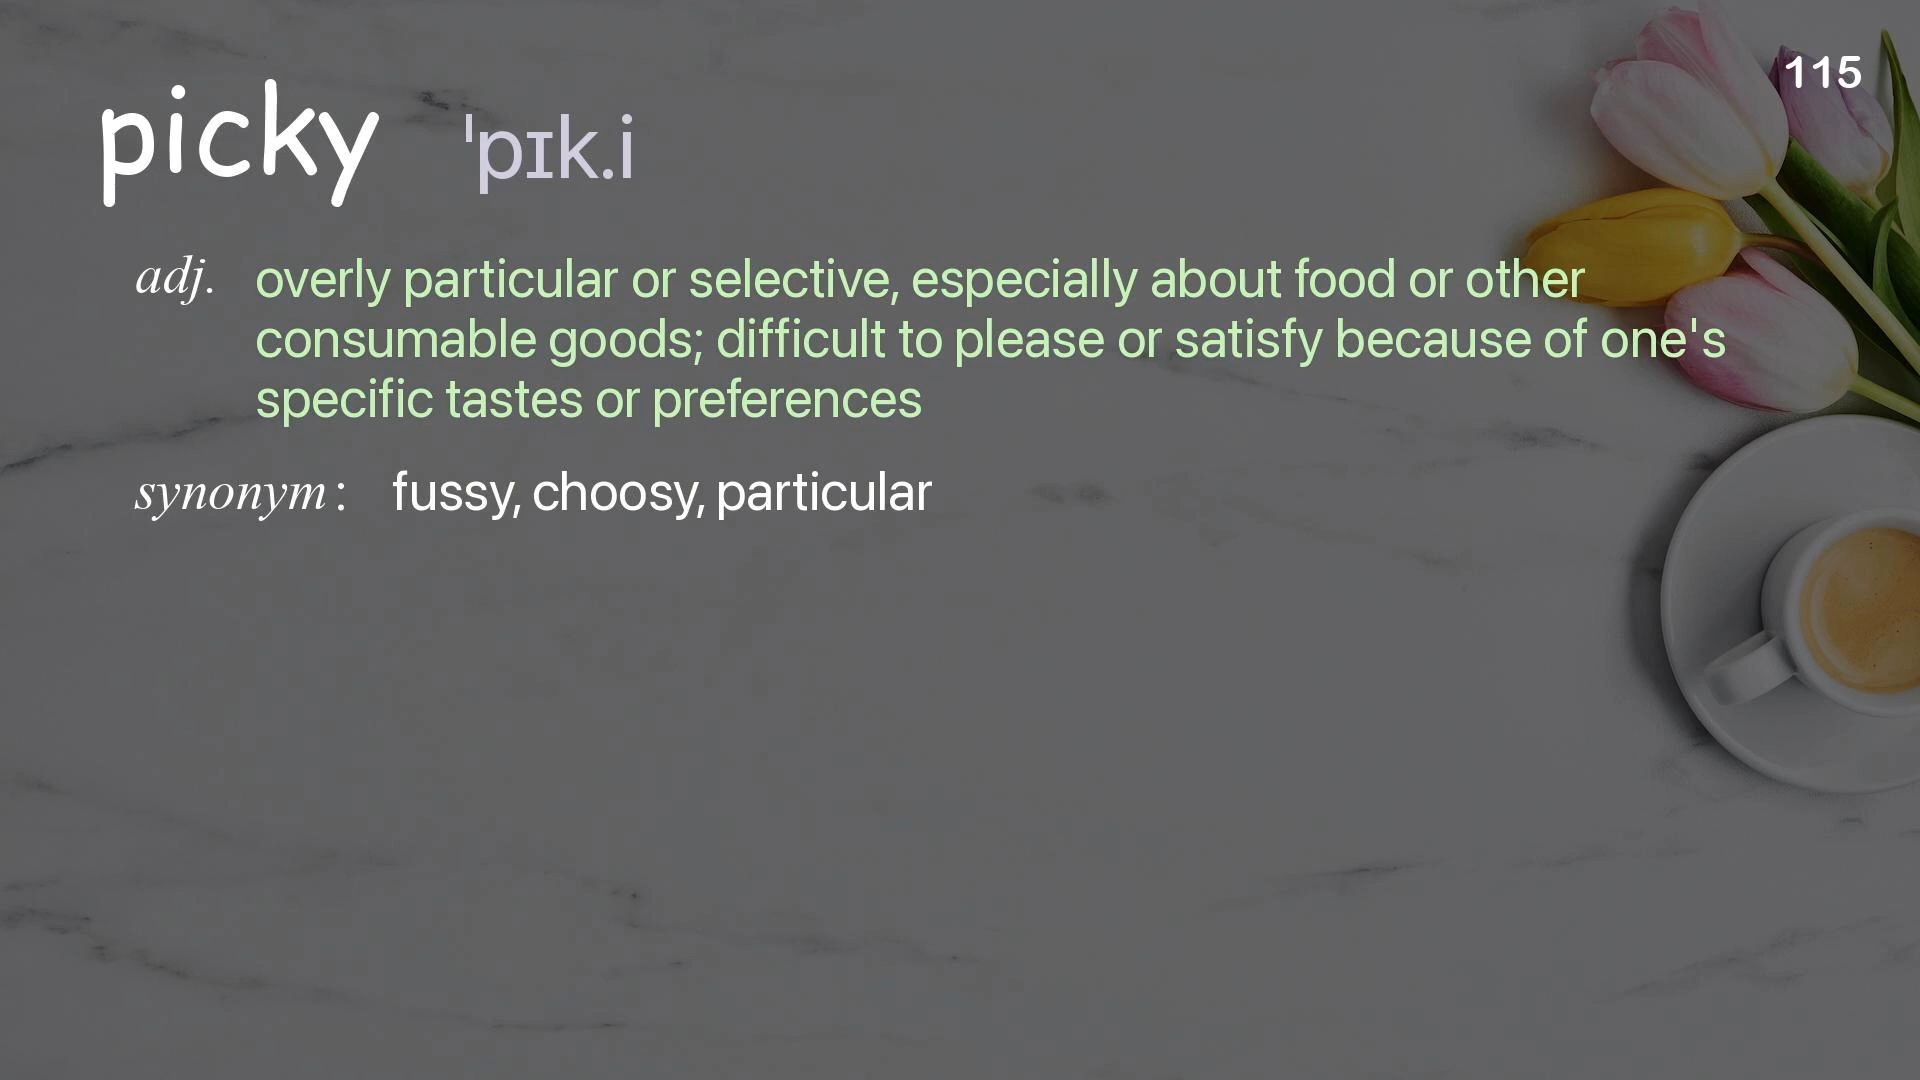 115
picky ˈpɪk.i
adj. overly particular or selective, especially about food or other
consumable goods; difficult to please or satisfy because of one's
specific tastes or preferences
synonym: fussy, choosy, particular